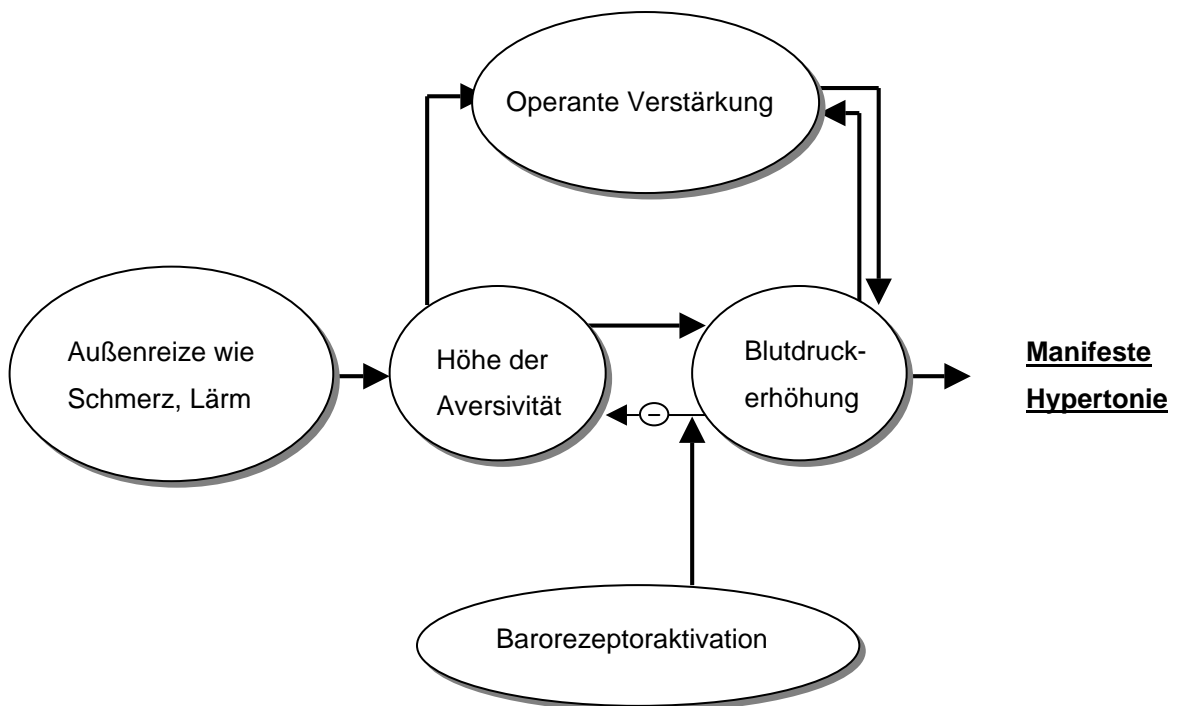 Operante Verstärkung
Außenreize wie
Schmerz, Lärm
Höhe der
Aversivität
Blutdruck-
erhöhung
Manifeste
Hypertonie
–
Barorezeptoraktivation